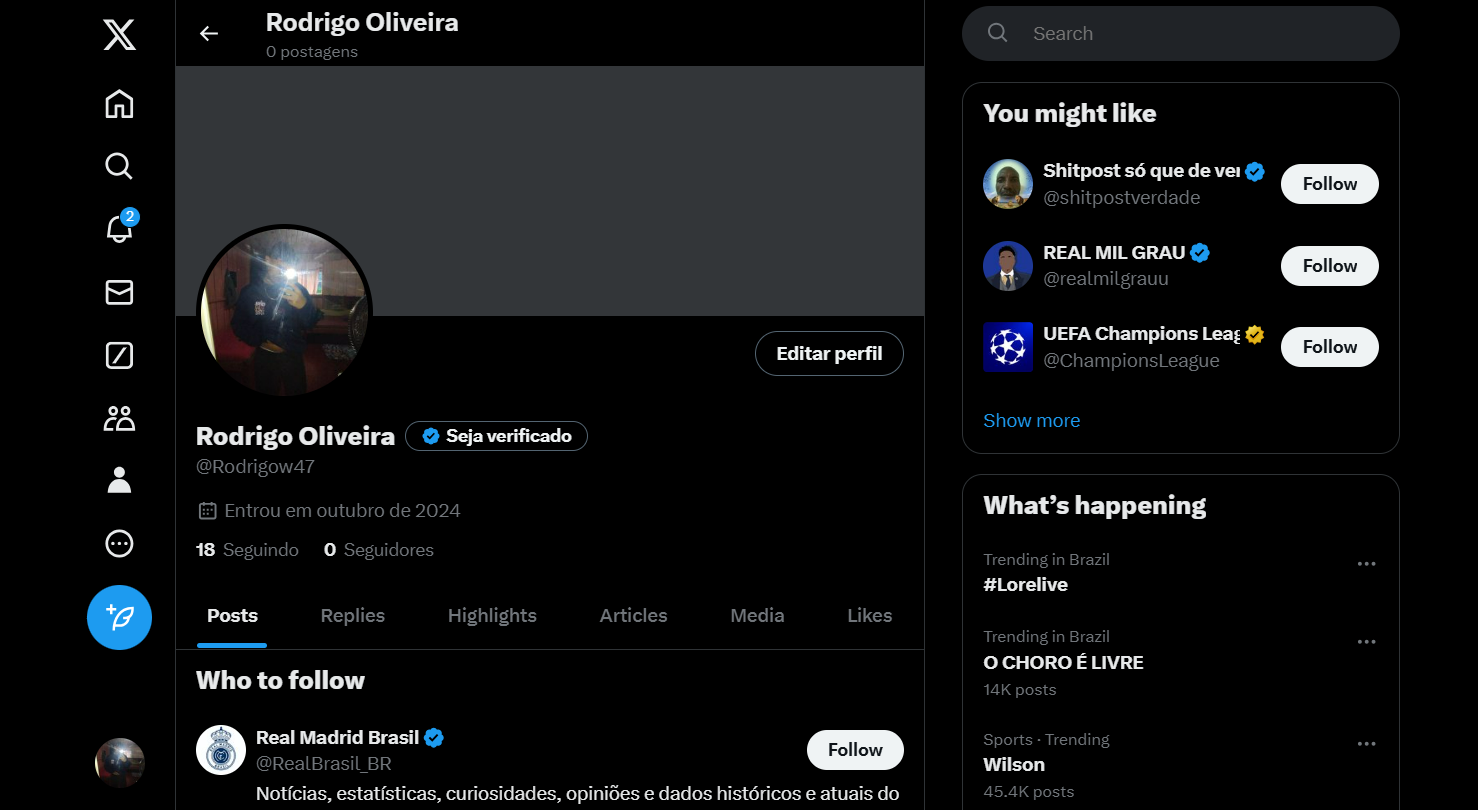 Rodrigo Oliveira
0 postagens
2
Editar perfil
Rodrigo Oliveira
Seja verificado
@Rodrigow47
Entrou em outubro de 2024
18 Seguindo 0 Seguidores
Posts Replies Highlights Articles Media Likes
Who to follow
Real Madrid Brasil
@RealBrasil_BR
Follow
Notícias, estatísticas, curiosidades, opiniões e dados históricos e atuais do
Search
You might like
Shitpost só que de ver
@shitpostverdade
Follow
REAL MIL GRAU
@realmilgrauu
Follow
UEFA Champions Leag
@ChampionsLeague
Follow
Show more
What's happening
Trending in Brazil
#Lorelive
Trending in Brazil
O CHORO É LIVRE
14K posts
Sports · Trending
Wilson
45.4K posts